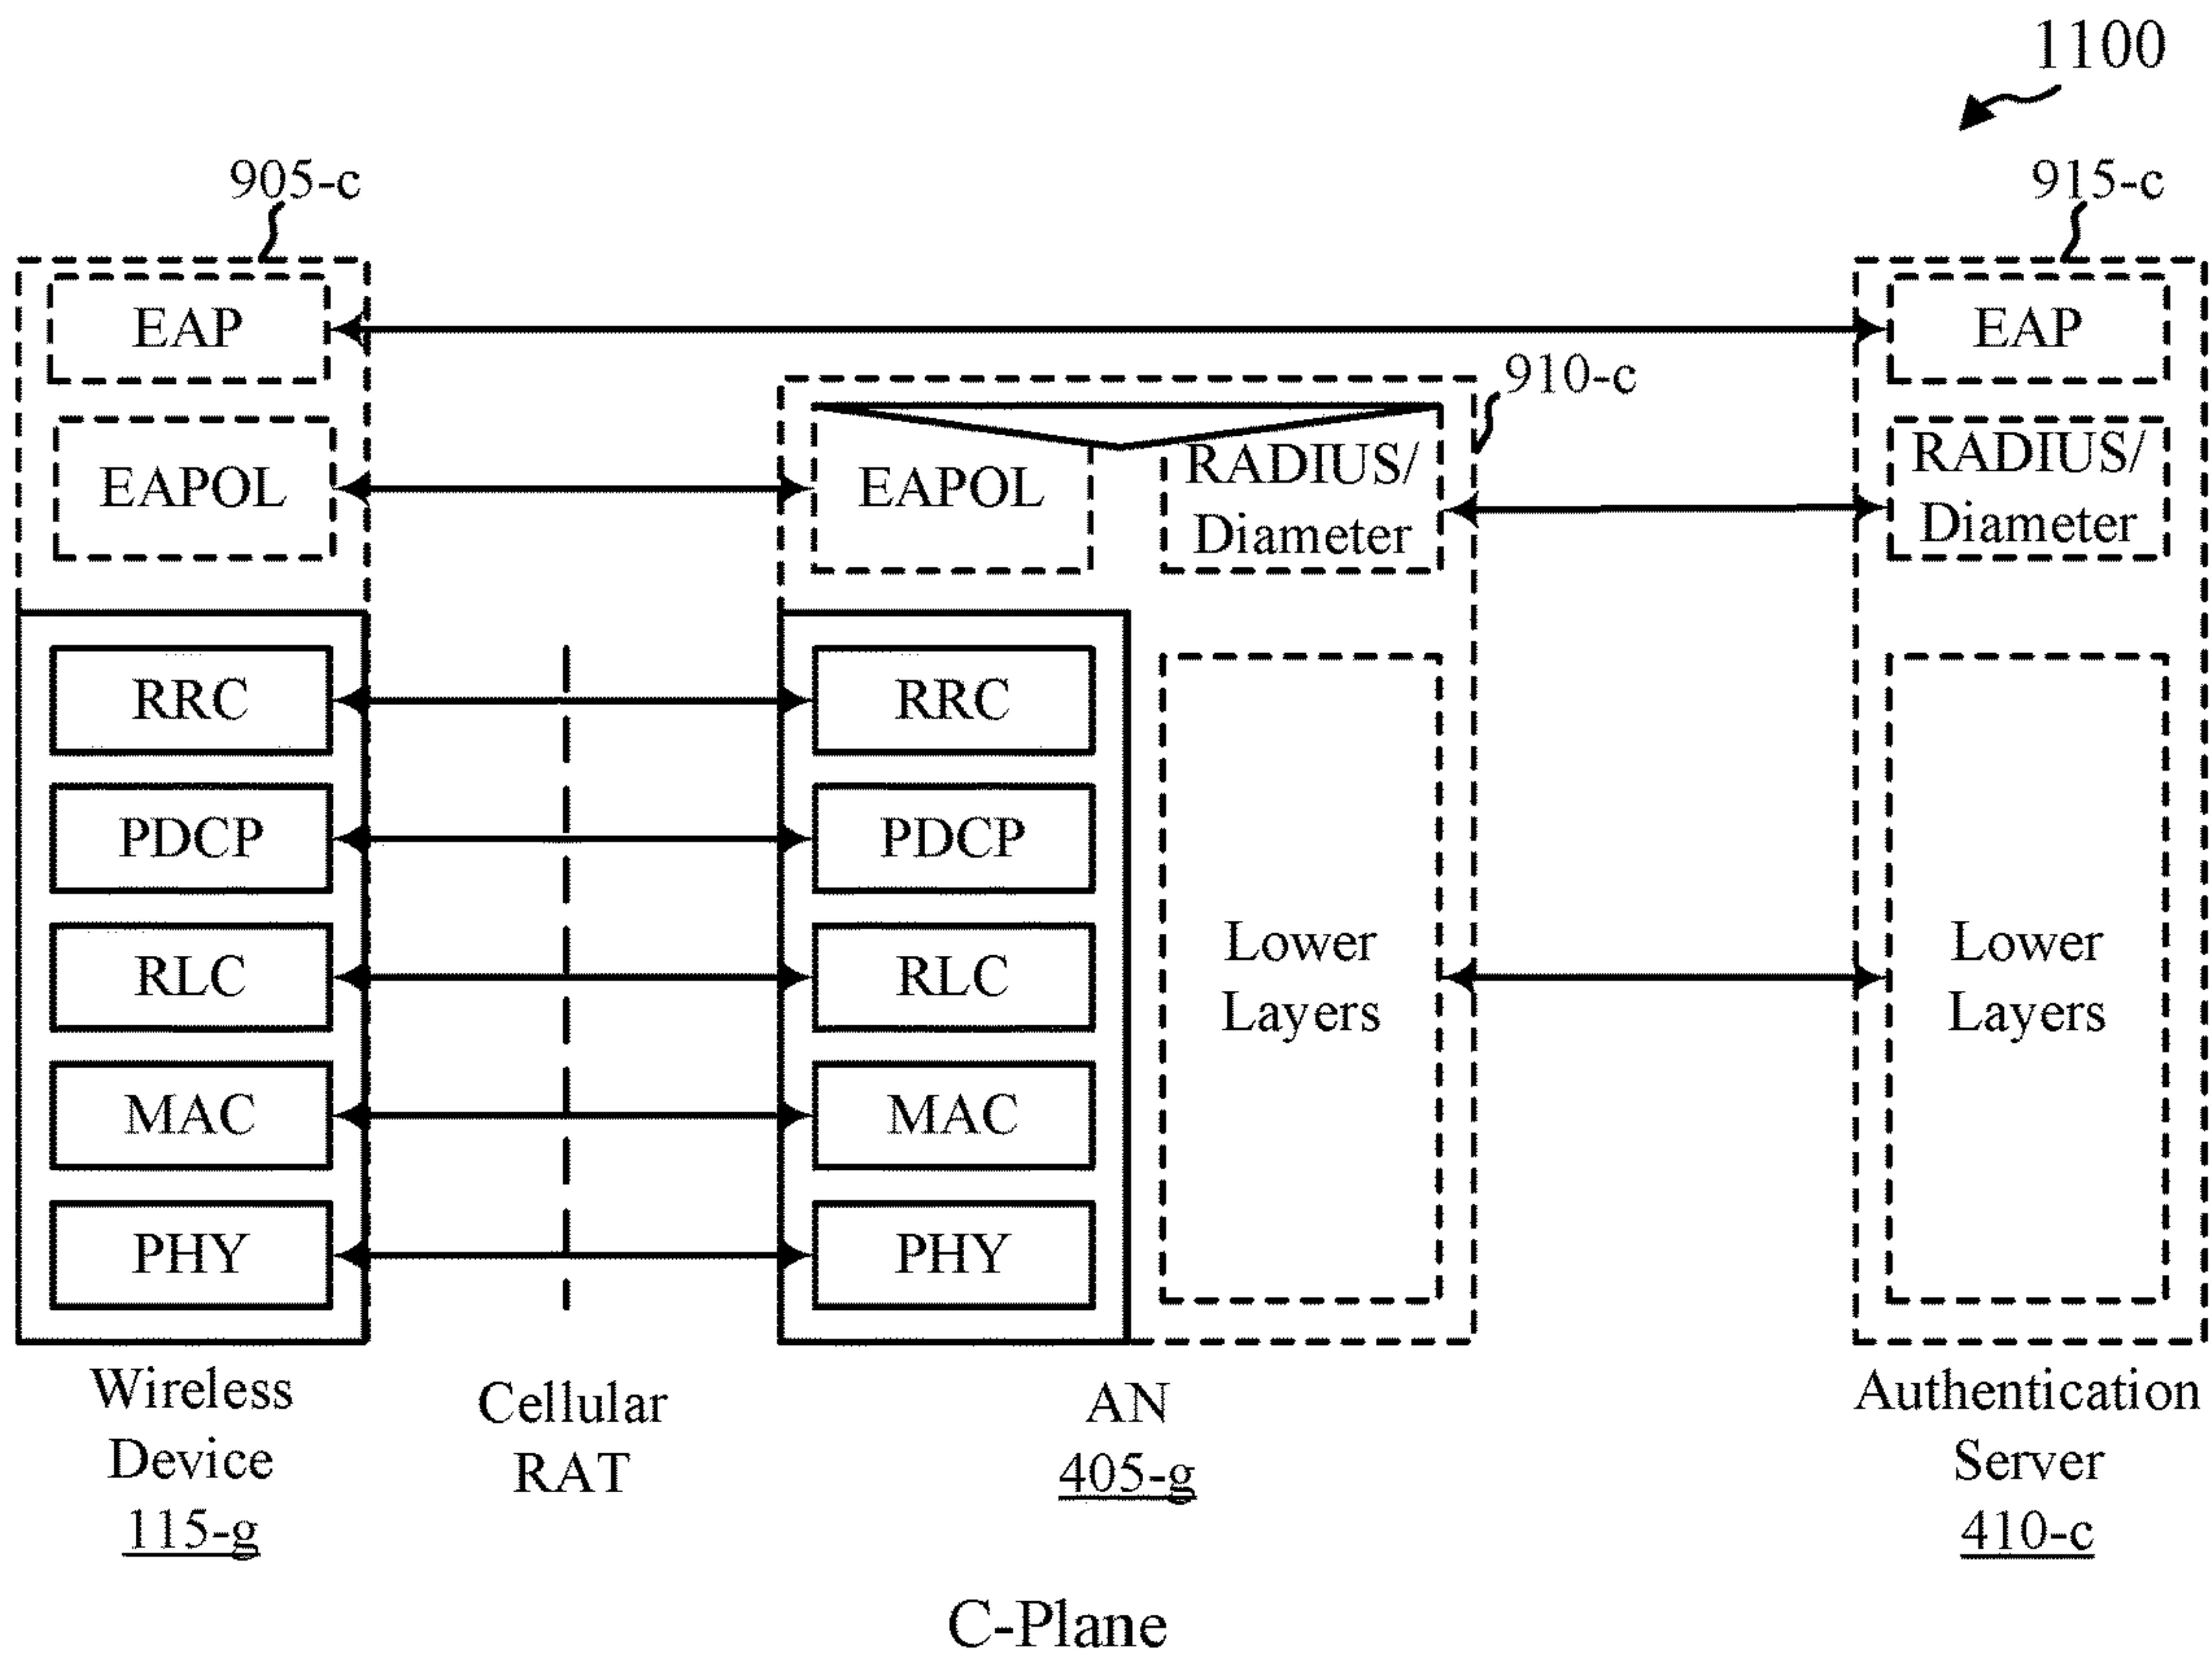 1100
905-c
915-c
EAP
EAP
910-c
EAPOL
EAPOL
RADIUS/
Diameter
RADIUS/
Diameter
RRC
RRC
PDCP
PDCP
RLC
RLC
Lower
Layers
Lower
Layers
MAC
MAC
PHY
PHY
Wireless
Device
115-g
Cellular
RAT
AN
405-g
Authentication
Server
410-c
C-Plane